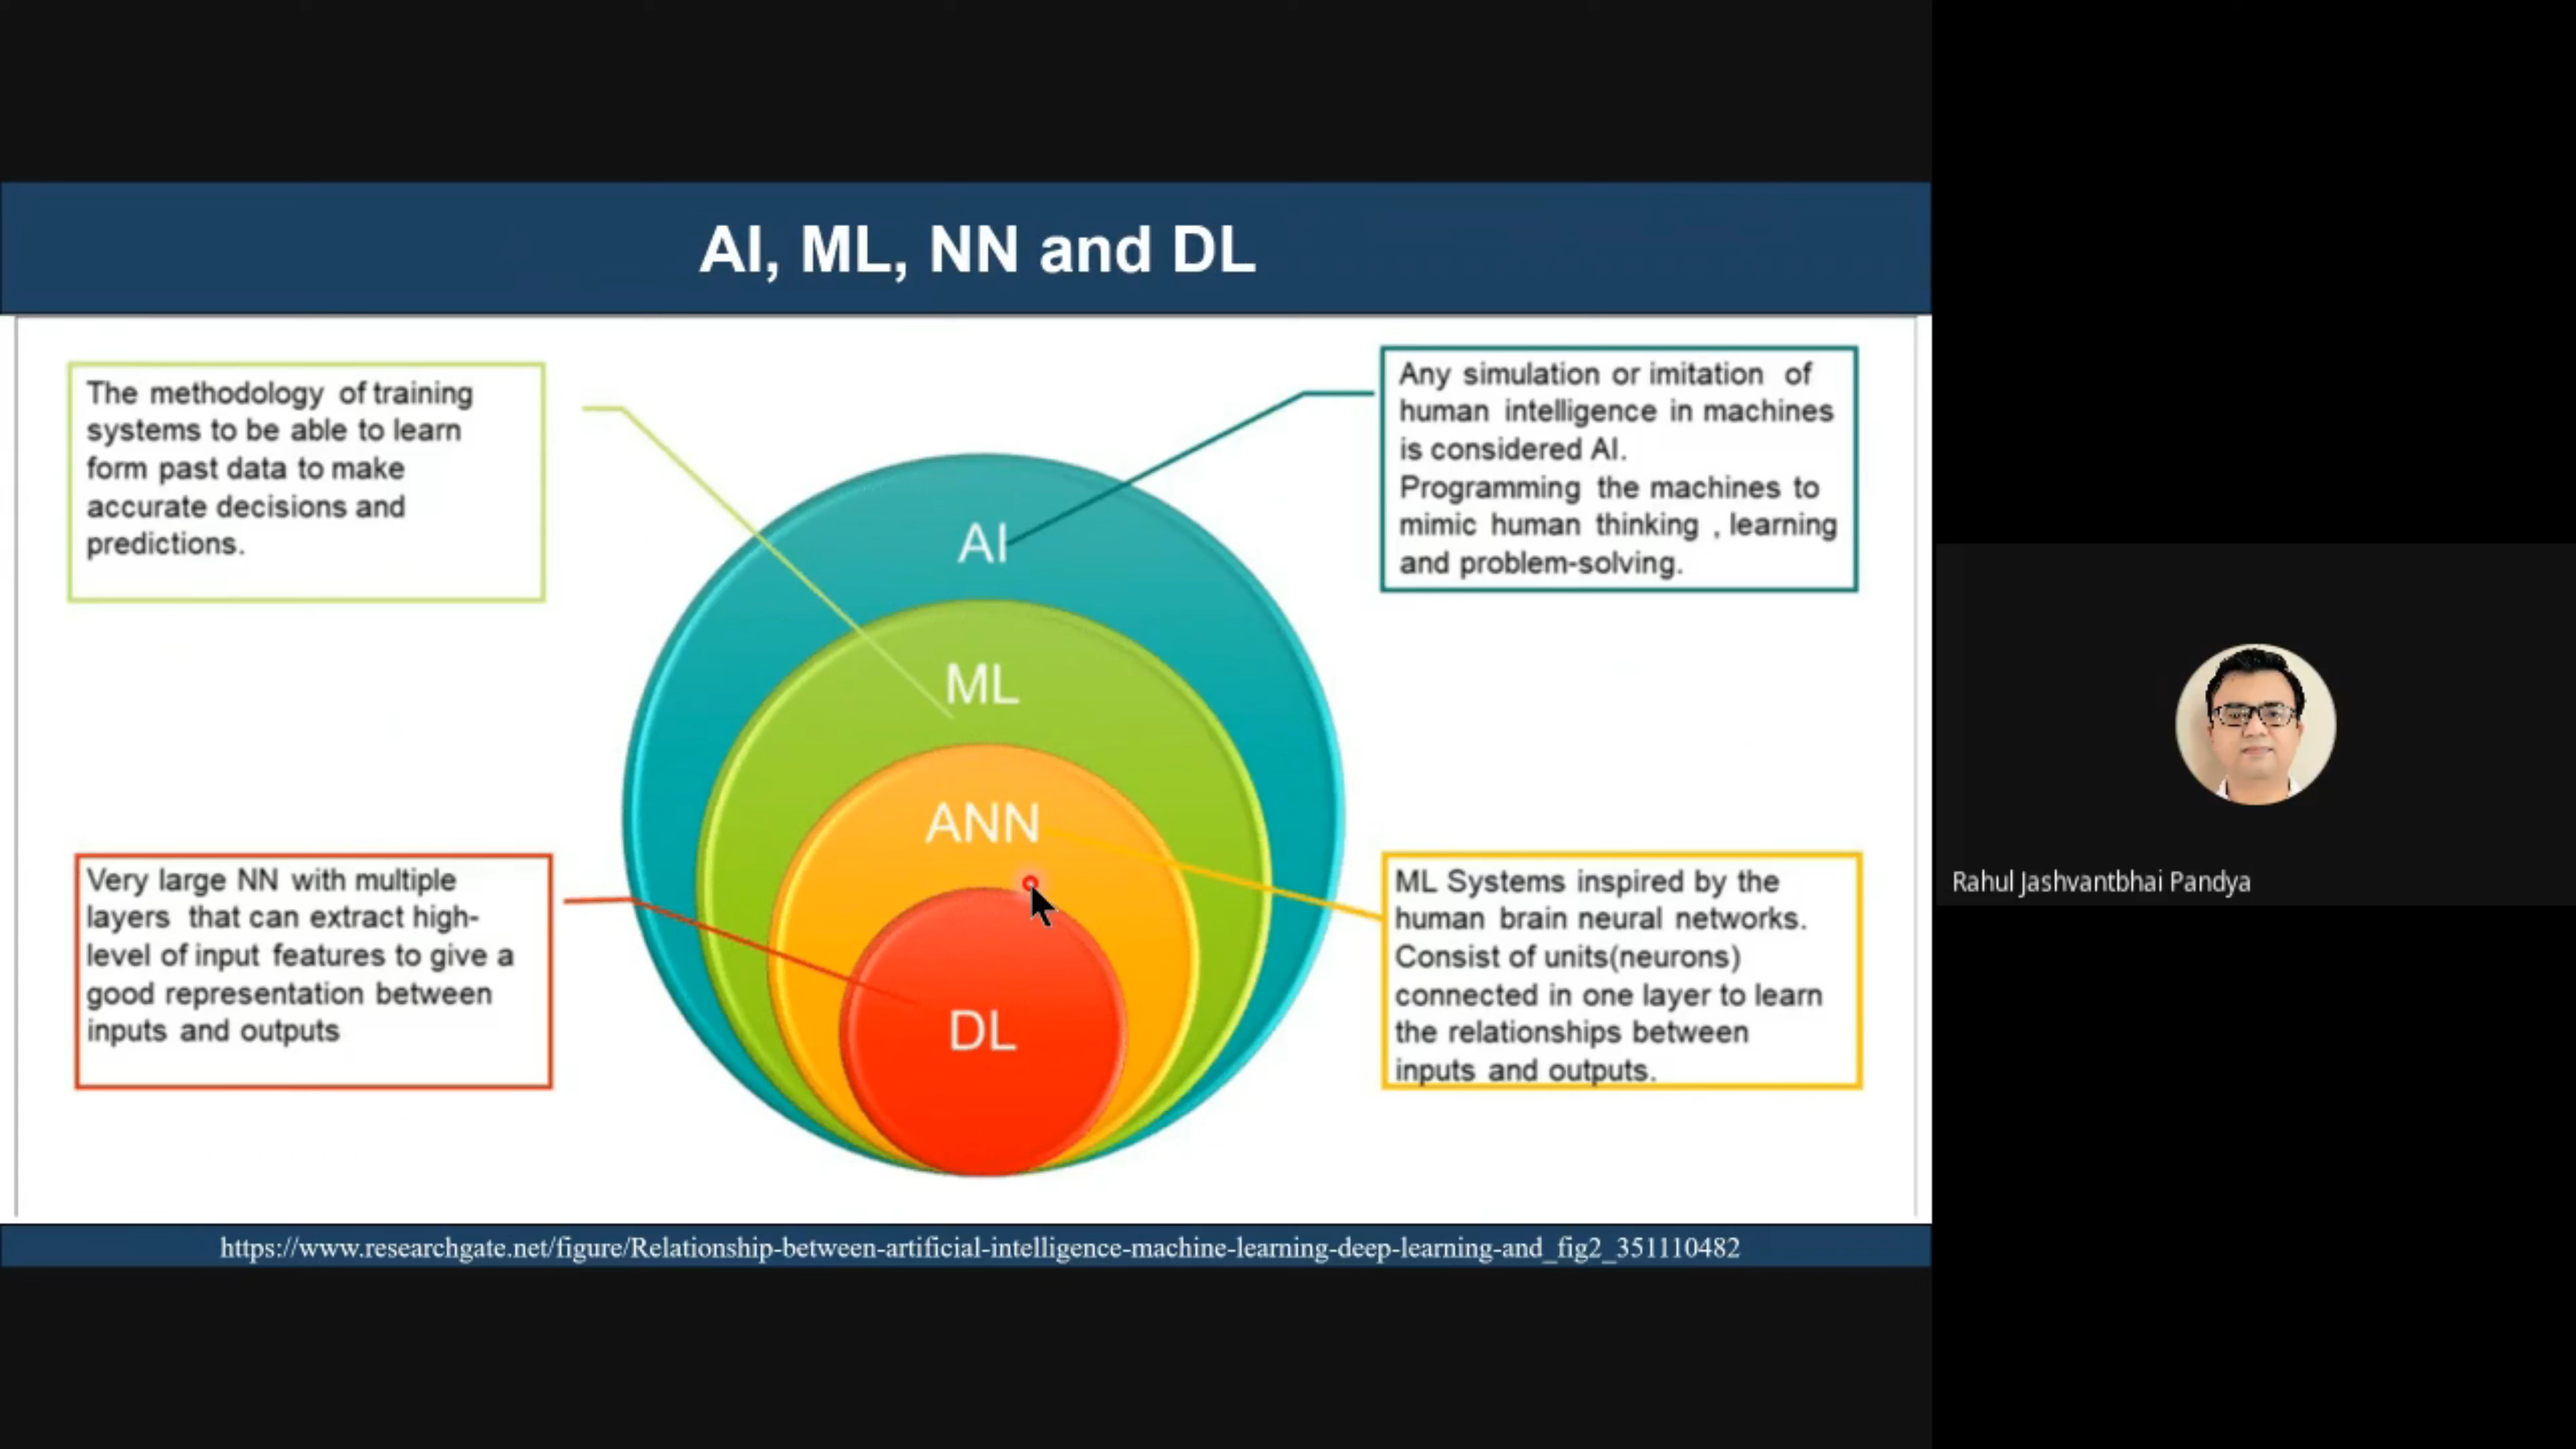 AI, ML, NN and DL
The methodology of training
systems to be able to learn
form past data to make
accurate decisions and
predictions.
Any simulation or imitation of
human intelligence in machines
is considered AI.
Programming the machines to
mimic human thinking , learning
and problem-solving.
AI
ML
ANN
DL
Very large NN with multiple
layers that can extract high-
level of input features to give a
good representation between
inputs and outputs
ML Systems inspired by the
human brain neural networks.
Consist of units(neurons)
connected in one layer to learn
the relationships between
inputs and outputs.
Rahul Jashvantbhai Pandya
https://www.researchgate.net/figure/Relationship-between-artificial-intelligence-machine-learning-deep-learning-and_fig2_351110482